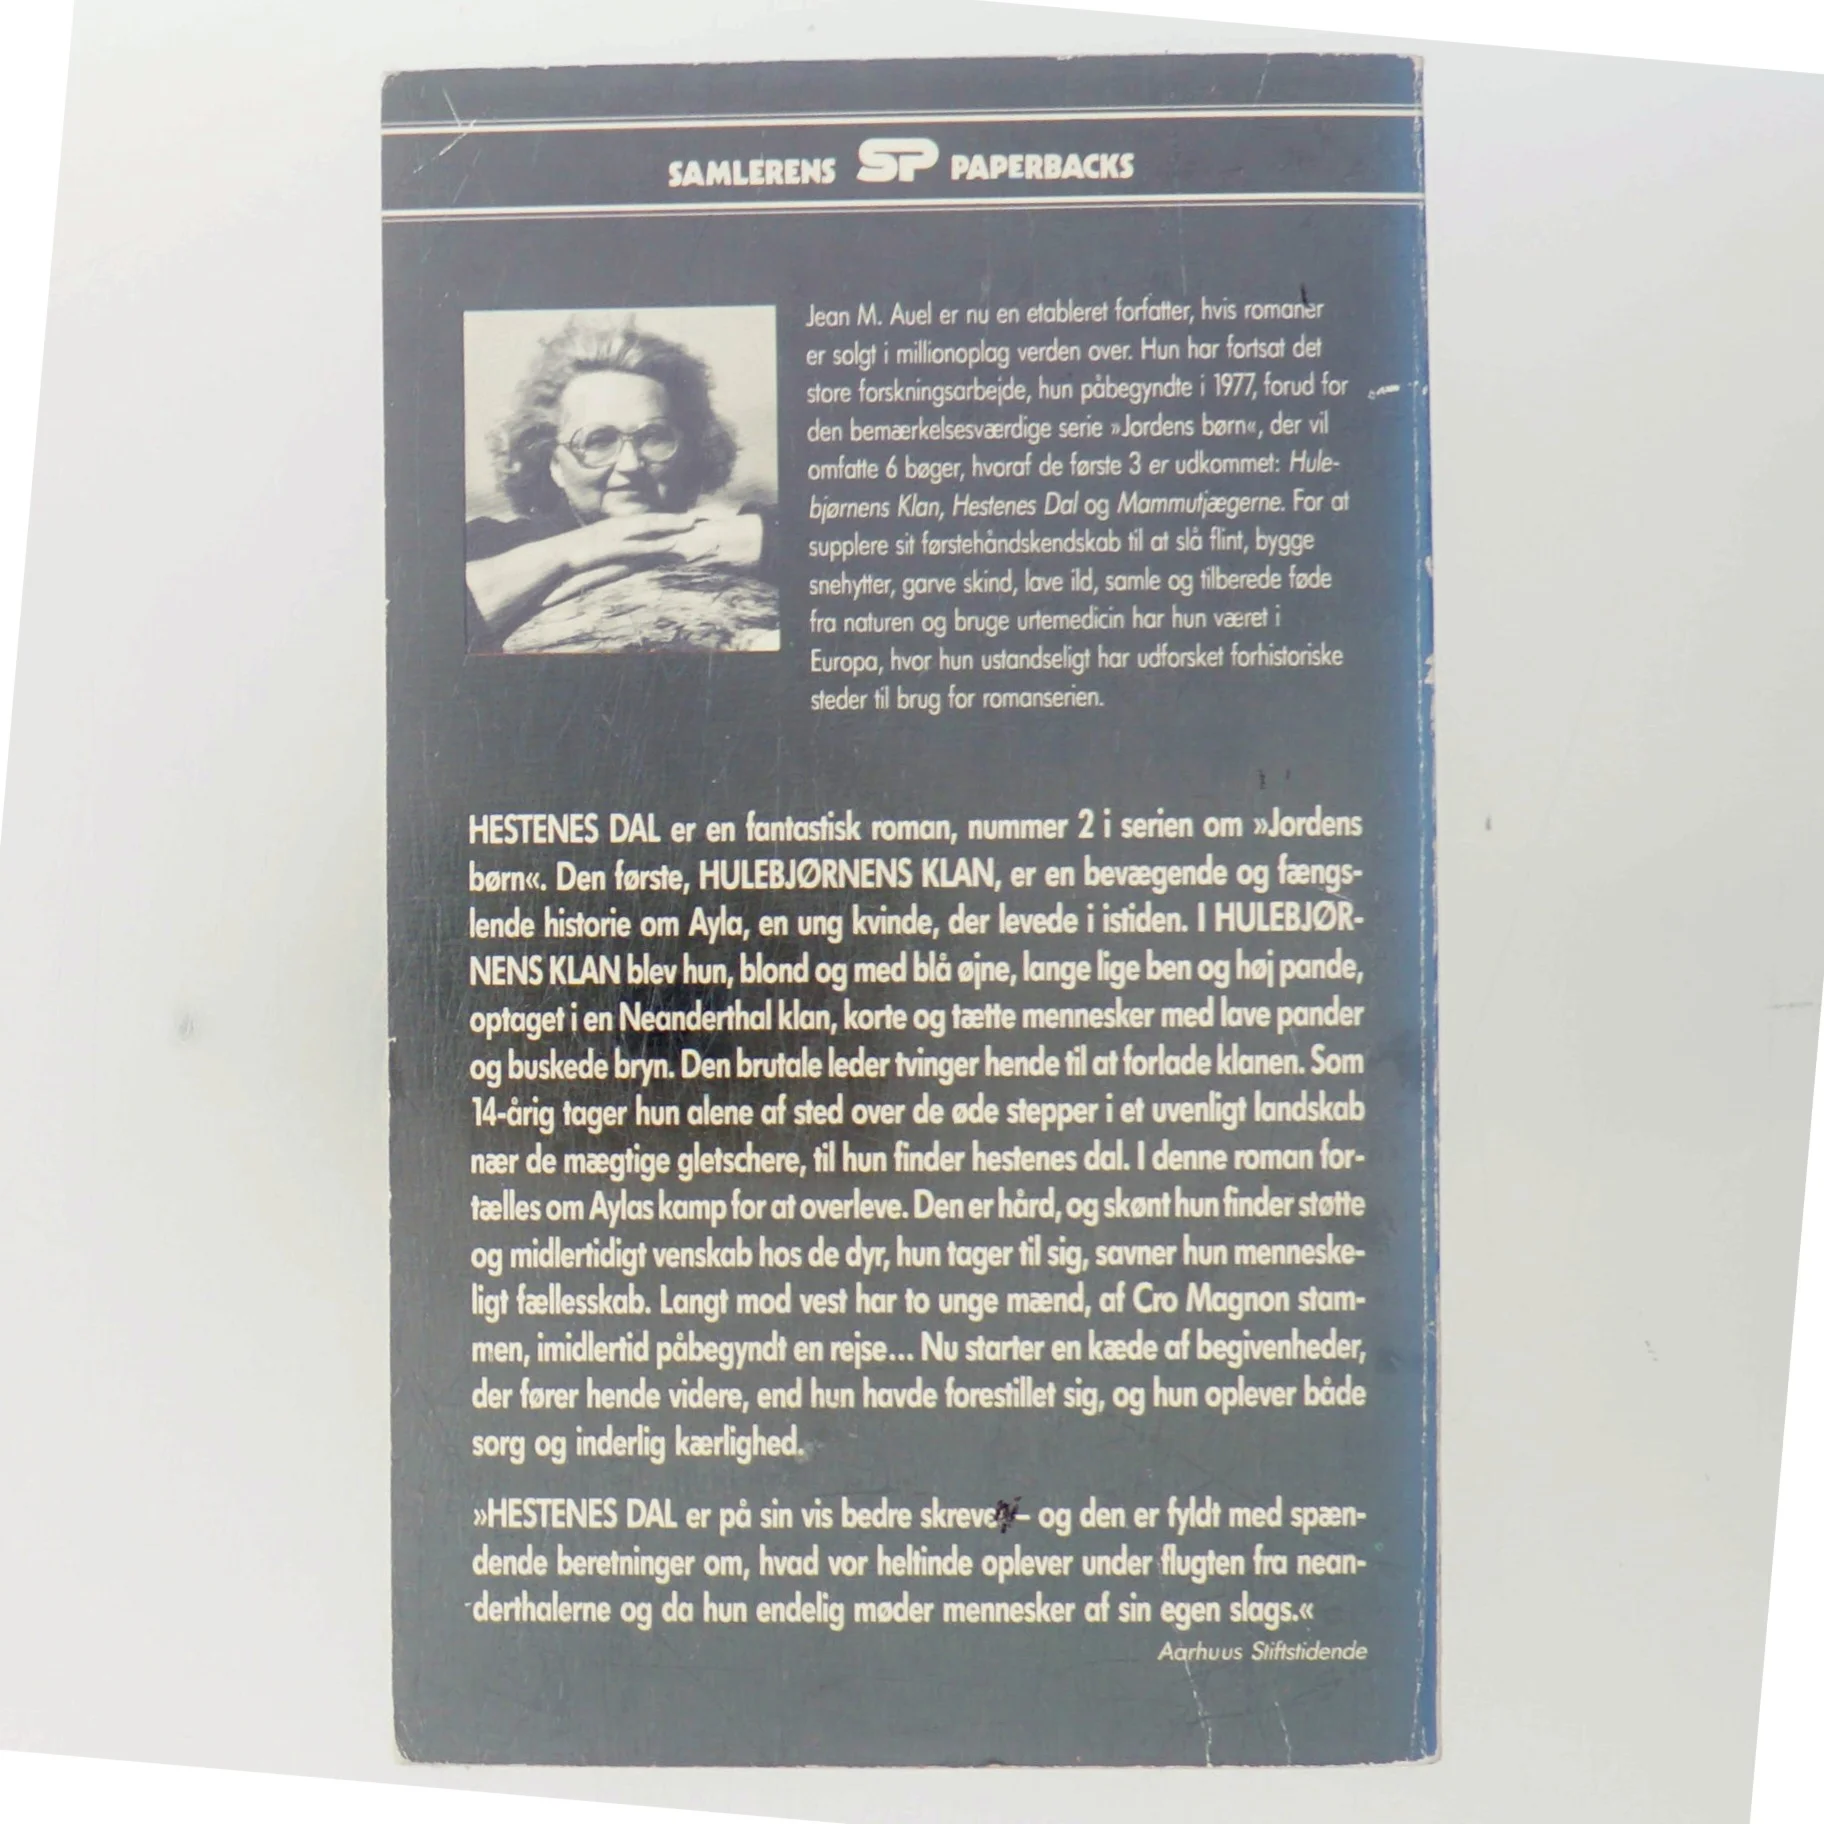 SAMLERENS SP PAPERBACKS
Jean M. Auel er nu en etableret forfatter, hvis romaner
er solgt i millionoplag verden over. Hun har fortsat det
store forskningsarbejde, hun påbegyndte i 1977, forud for
den bemærkelsesværdige serie »Jordens børn«, der vil
omfatte 6 bøger, hvoraf de første 3 er udkommet: Hule-
bjørnens Klan, Hestenes Dal og Mammutjægerne. For at
supplere sit førstehåndskendskab til at slå flint, bygge
snehytter, garve skind, lave ild, samle og tilberede føde
fra naturen og bruge urtemedicin har hun været i
Europa, hvor hun ustandseligt har udforsket forhistoriske
steder til brug for romanserien.
HESTENES DAL er en fantastisk roman, nummer 2 i serien om »Jordens
børn«. Den første, HULEBJØRNENS KLAN, er en bevægende og fængs-
lende historie om Ayla, en ung kvinde, der levede i istiden. I HULEBJØR-
NENS KLAN blev hun, blond og med blå øjne, lange lige ben og høj pande,
optaget i en Neanderthal klan, korte og tætte mennesker med lave pander
og buskede bryn. Den brutale leder tvinger hende til at forlade klanen. Som
14-årig tager hun alene af sted over de øde stepper i et uvenligt landskab
nær de mægtige gletschere, til hun finder hestenes dal. I denne roman for-
tælles om Aylas kamp for at overleve. Den er hård, og skønt hun finder støtte
og midlertidigt venskab hos de dyr, hun tager til sig, savner hun menneske-
ligt fællesskab. Langt mod vest har to unge mænd, af Cro Magnon stam-
men, imidlertid påbegyndt en rejse... Nu starter en kæde af begivenheder,
der fører hende videre, end hun havde forestillet sig, og hun oplever både
sorg og inderlig kærlighed.
»HESTENES DAL er på sin vis bedre skrevet – og den er fyldt med spæn-
dende beretninger om, hvad vor heltinde oplever under flugten fra nean-
derthalerne og da hun endelig møder mennesker af sin egen slags.«
Aarhuus Stiftstidende